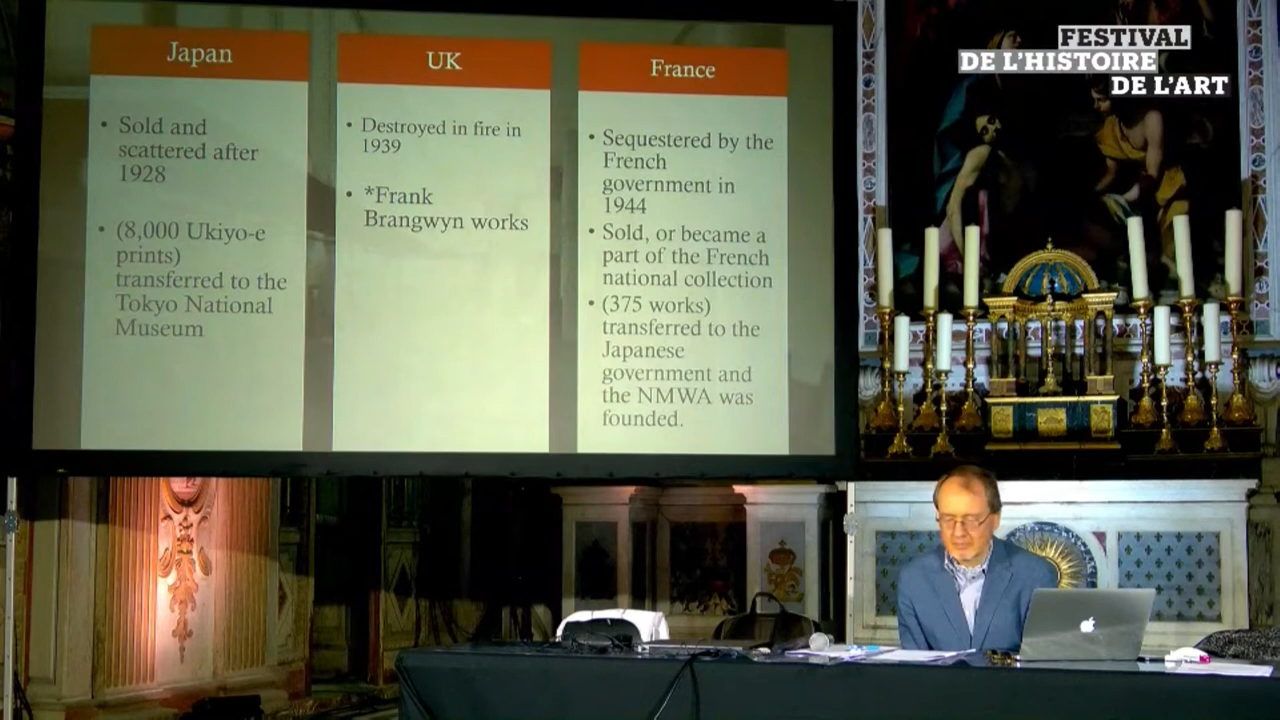 FESTIVAL
DE L'HISTOIRE
DE L'ART
Japan
• Sold and
scattered after
1928
• (8,000 Ukiyo-e
prints)
transferred to the
Tokyo National
Museum
UK
• Destroyed in fire in
1939
• *Frank
Brangwyn works
France
• Sequestered by the
French
government in
1944
• Sold, or became a
part of the French
national collection
• (375 works)
transferred to the
Japanese
government and
the NMWA was
founded.